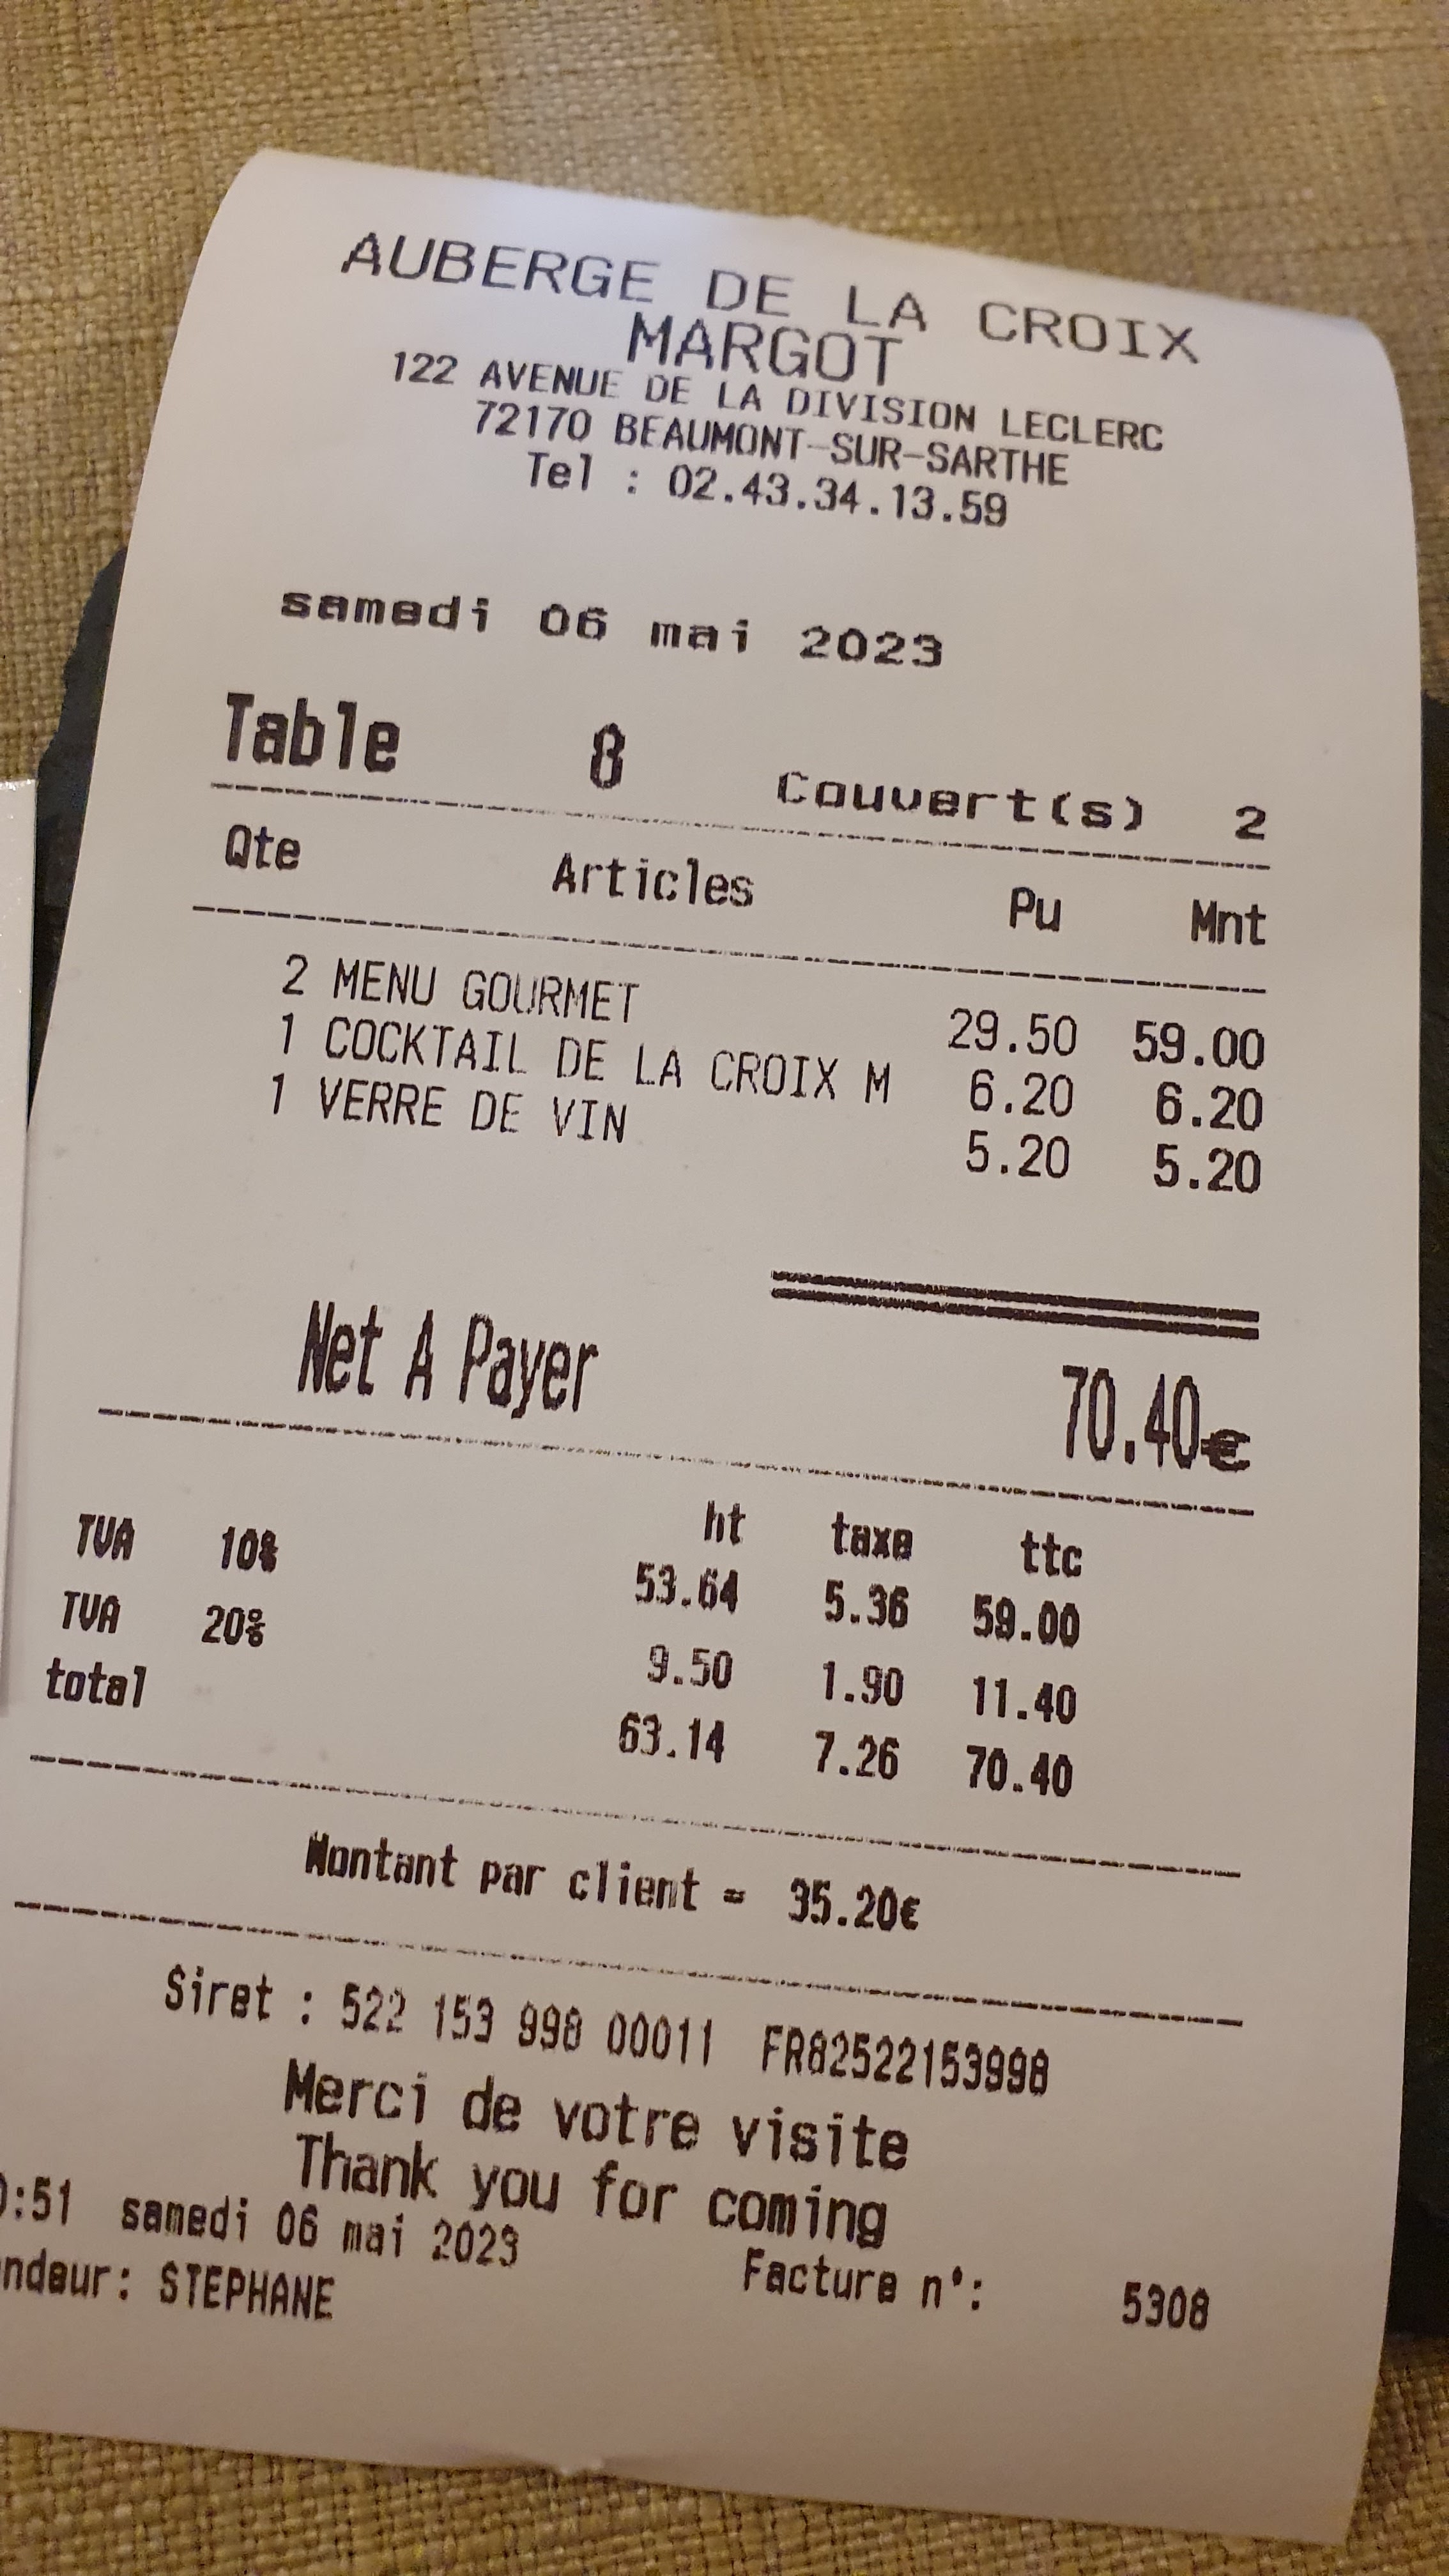 AUBERGE DE LA CROIX
MARGOT
122 AVENUE DE LA DIVISION LECLERC
72170 BEAUMONT-SUR-SARTHE
Tel : 02.43.34.13.59
samedi 06 mai 2023
Table 8 Couvert(s) 2
Qte Articles Pu Mnt
2 MENU GOURMET 29.50 59.00
1 COCKTAIL DE LA CROIX M 6.20 6.20
1 VERRE DE VIN 5.20 5.20
Net A Payer 70.40€
ht taxe ttc
TVA 10% 53.64 5.36 59.00
TVA 20% 9.50 1.90 11.40
total 63.14 7.26 70.40
Montant par client = 35.20€
Siret : 522 153 998 00011 FR82522153998
Merci de votre visite
Thank you for coming
:51 samedi 06 mai 2023
ndeur: STEPHANE Facture n°: 5308